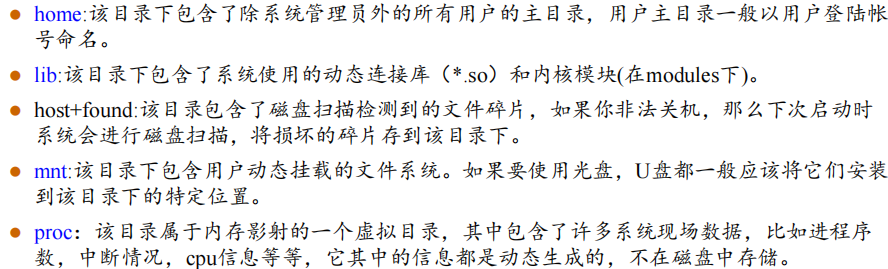 home:该目录下包含了除系统管理员外的所有用户的主目录，用户主目录一般以用户登陆帐
号命名。
lib:该目录下包含了系统使用的动态连接库（*.so）和内核模块(在modules下)。
host+found:该目录包含了磁盘扫描检测到的文件碎片，如果你非法关机，那么下次启动时
系统会进行磁盘扫描，将损坏的碎片存到该目录下。
mnt:该目录下包含用户动态挂载的文件系统。如果要使用光盘，U盘都一般应该将它们安装
到该目录下的特定位置。
proc：该目录属于内存影射的一个虚拟目录，其中包含了许多系统现场数据，比如进程序
数，中断情况，cpu信息等等，它其中的信息都是动态生成的，不在磁盘中存储。